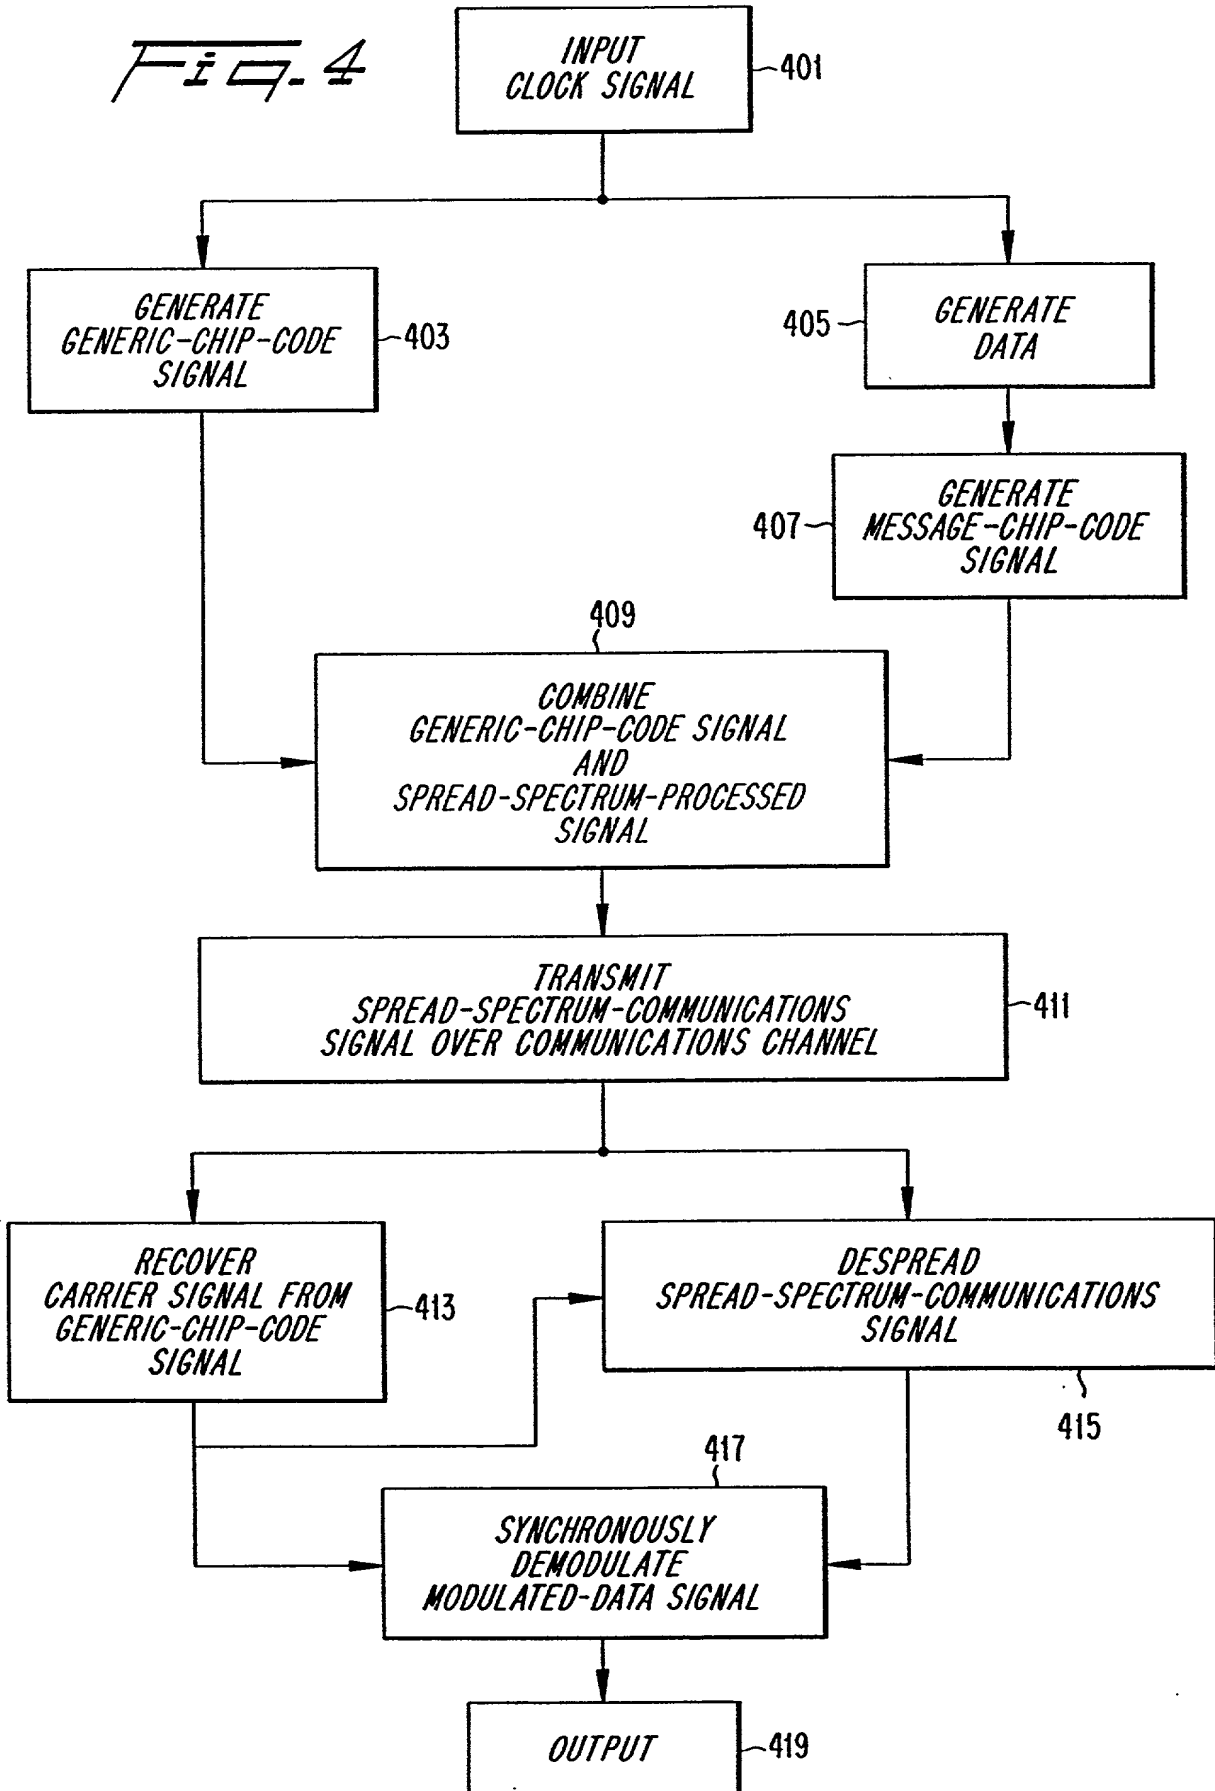 Fig. 4
INPUT
CLOCK SIGNAL
401
GENERATE
GENERIC-CHIP-CODE
SIGNAL
403
405
GENERATE
DATA
407
GENERATE
MESSAGE-CHIP-CODE
SIGNAL
409
COMBINE
GENERIC-CHIP-CODE SIGNAL
AND
SPREAD-SPECTRUM-PROCESSED
SIGNAL
TRANSMIT
SPREAD-SPECTRUM-COMMUNICATIONS
SIGNAL OVER COMMUNICATIONS CHANNEL
411
RECOVER
CARRIER SIGNAL FROM
GENERIC-CHIP-CODE
SIGNAL
413
DESPREAD
SPREAD-SPECTRUM-COMMUNICATIONS
SIGNAL
415
417
SYNCHRONOUSLY
DEMODULATE
MODULATED-DATA SIGNAL
OUTPUT
419